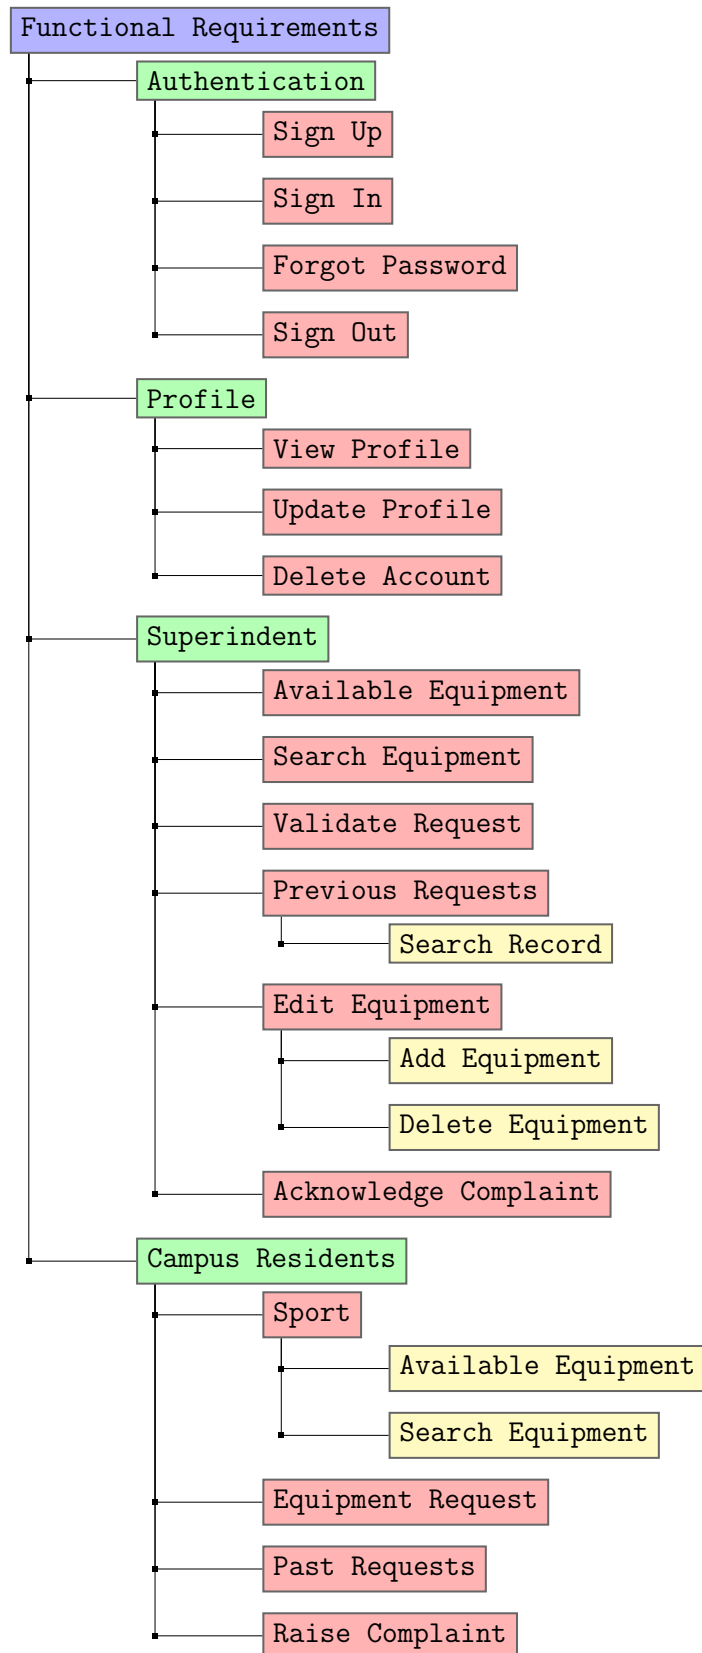 Functional Requirements
Authentication
Sign Up
Sign In
Forgot Password
Sign Out
Profile
View Profile
Update Profile
Delete Account
Superindent
Available Equipment
Search Equipment
Validate Request
Previous Requests
Search Record
Edit Equipment
Add Equipment
Delete Equipment
Acknowledge Complaint
Campus Residents
Sport
Available Equipment
Search Equipment
Equipment Request
Past Requests
Raise Complaint